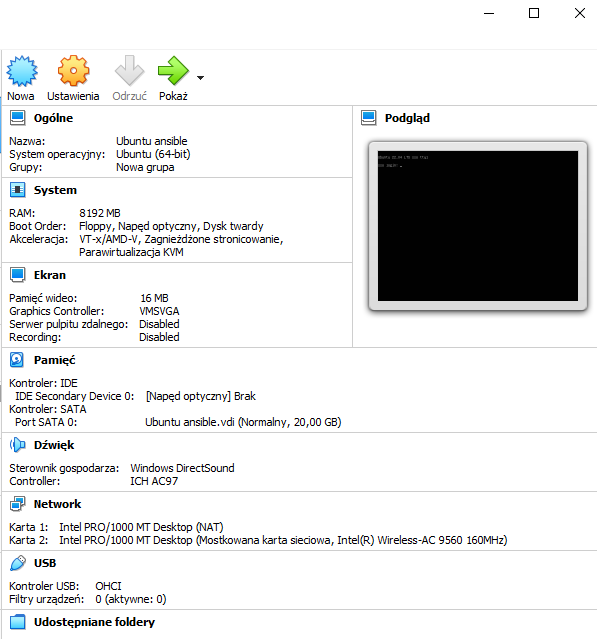 Nowa Ustawienia Odrzuć Pokaż
Ogólne
Nazwa: Ubuntu ansible
System operacyjny: Ubuntu (64-bit)
Grupy: Nowa grupa
Podgląd
System
RAM: 8192 MB
Boot Order: Floppy, Napęd optyczny, Dysk twardy
Akceleracja: VT-x/AMD-V, Zagnieżdżone stronicowanie,
Parawirtualizacja KVM
Ekran
Pamięć wideo: 16 MB
Graphics Controller: VMSVGA
Serwer pulpitu zdalnego: Disabled
Recording: Disabled
Pamięć
Kontroler: IDE
IDE Secondary Device 0: [Napęd optyczny] Brak
Kontroler: SATA
Port SATA 0: Ubuntu ansible.vdi (Normalny, 20,00 GB)
Dźwięk
Sterownik gospodarza: Windows DirectSound
Controller: ICH AC97
Network
Karta 1: Intel PRO/1000 MT Desktop (NAT)
Karta 2: Intel PRO/1000 MT Desktop (Mostkowana karta sieciowa, Intel(R) Wireless-AC 9560 160MHz)
USB
Kontroler USB: OHCI
Filtry urządzeń: 0 (aktywne: 0)
Udostępniane foldery